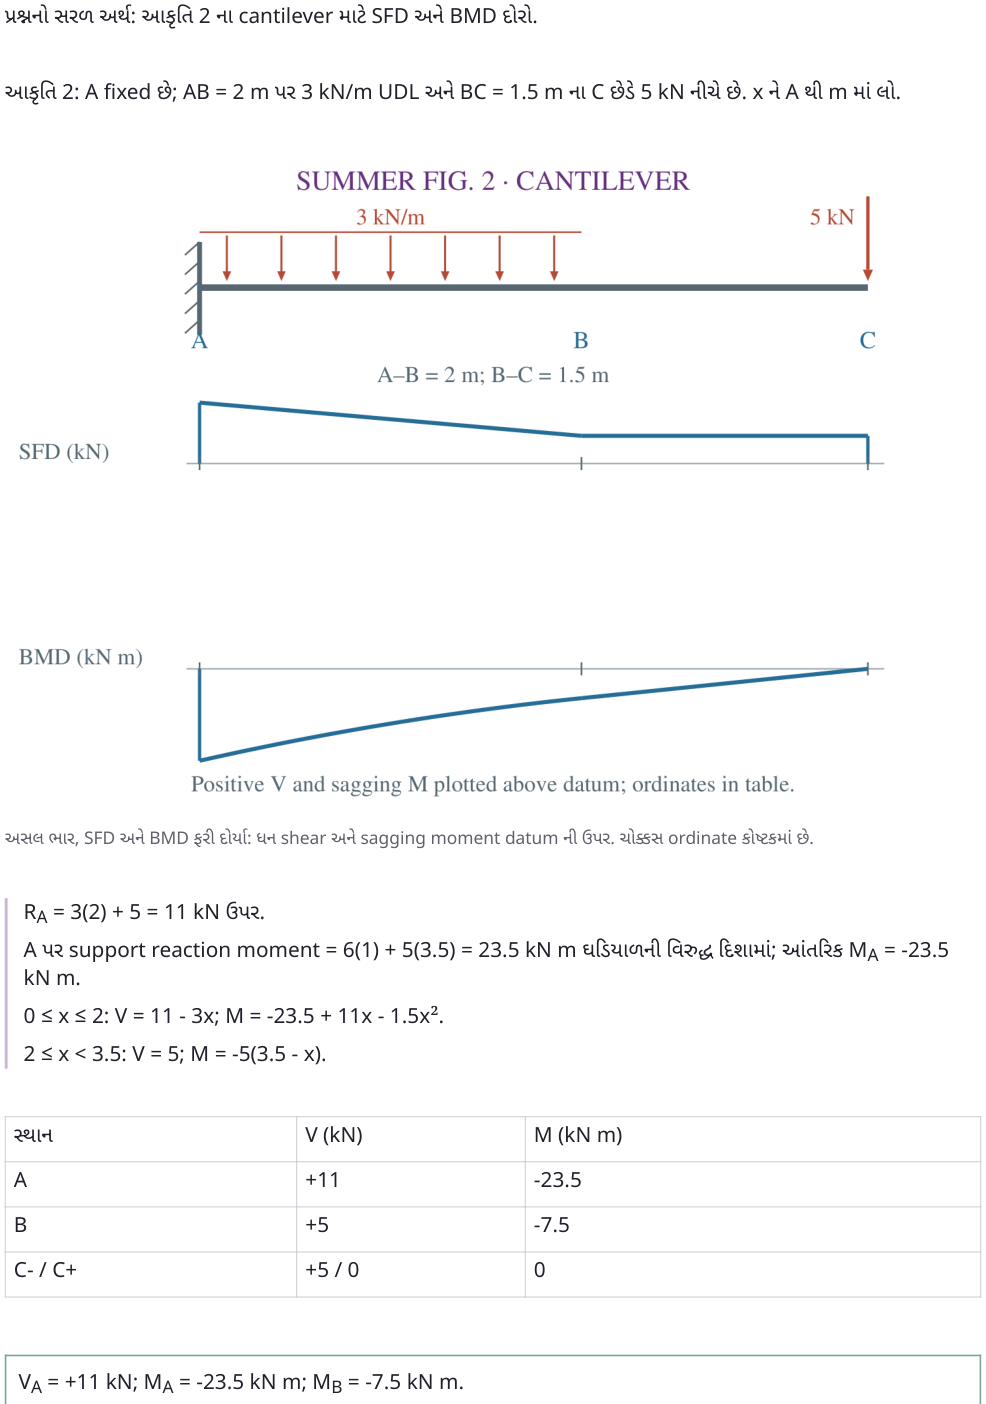 પ્રશ્નનો સરળ અર્થ: આકૃતિ 2 ના cantilever માટે SFD અને BMD દોરો.
આકૃતિ 2: A fixed છે; AB = 2 m પર 3 kN/m UDL અને BC = 1.5 m ના C છેડે 5 kN નીચે છે. x ને A થી m માં લો.
SUMMER FIG. 2 · CANTILEVER
3 kN/m
5 kN
A B C
A–B = 2 m; B–C = 1.5 m
SFD (kN)
BMD (kN m)
Positive V and sagging M plotted above datum; ordinates in table.
અસલ ભાર, SFD અને BMD ફરી દોર્યા: ધન shear અને sagging moment datum ની ઉપર. ચોક્કસ ordinate કોષ્ટકમાં છે.
R_A = 3(2) + 5 = 11 kN ઉપર.
A પર support reaction moment = 6(1) + 5(3.5) = 23.5 kN m ઘડિયાળની વિરુદ્ધ દિશામાં; આંતરિક M_A = -23.5
kN m.
0 ≤ x ≤ 2: V = 11 - 3x; M = -23.5 + 11x - 1.5x².
2 ≤ x < 3.5: V = 5; M = -5(3.5 - x).
સ્થાન V (kN) M (kN m)
A +11 -23.5
B +5 -7.5
C- / C+ +5 / 0 0
V_A = +11 kN; M_A = -23.5 kN m; M_B = -7.5 kN m.